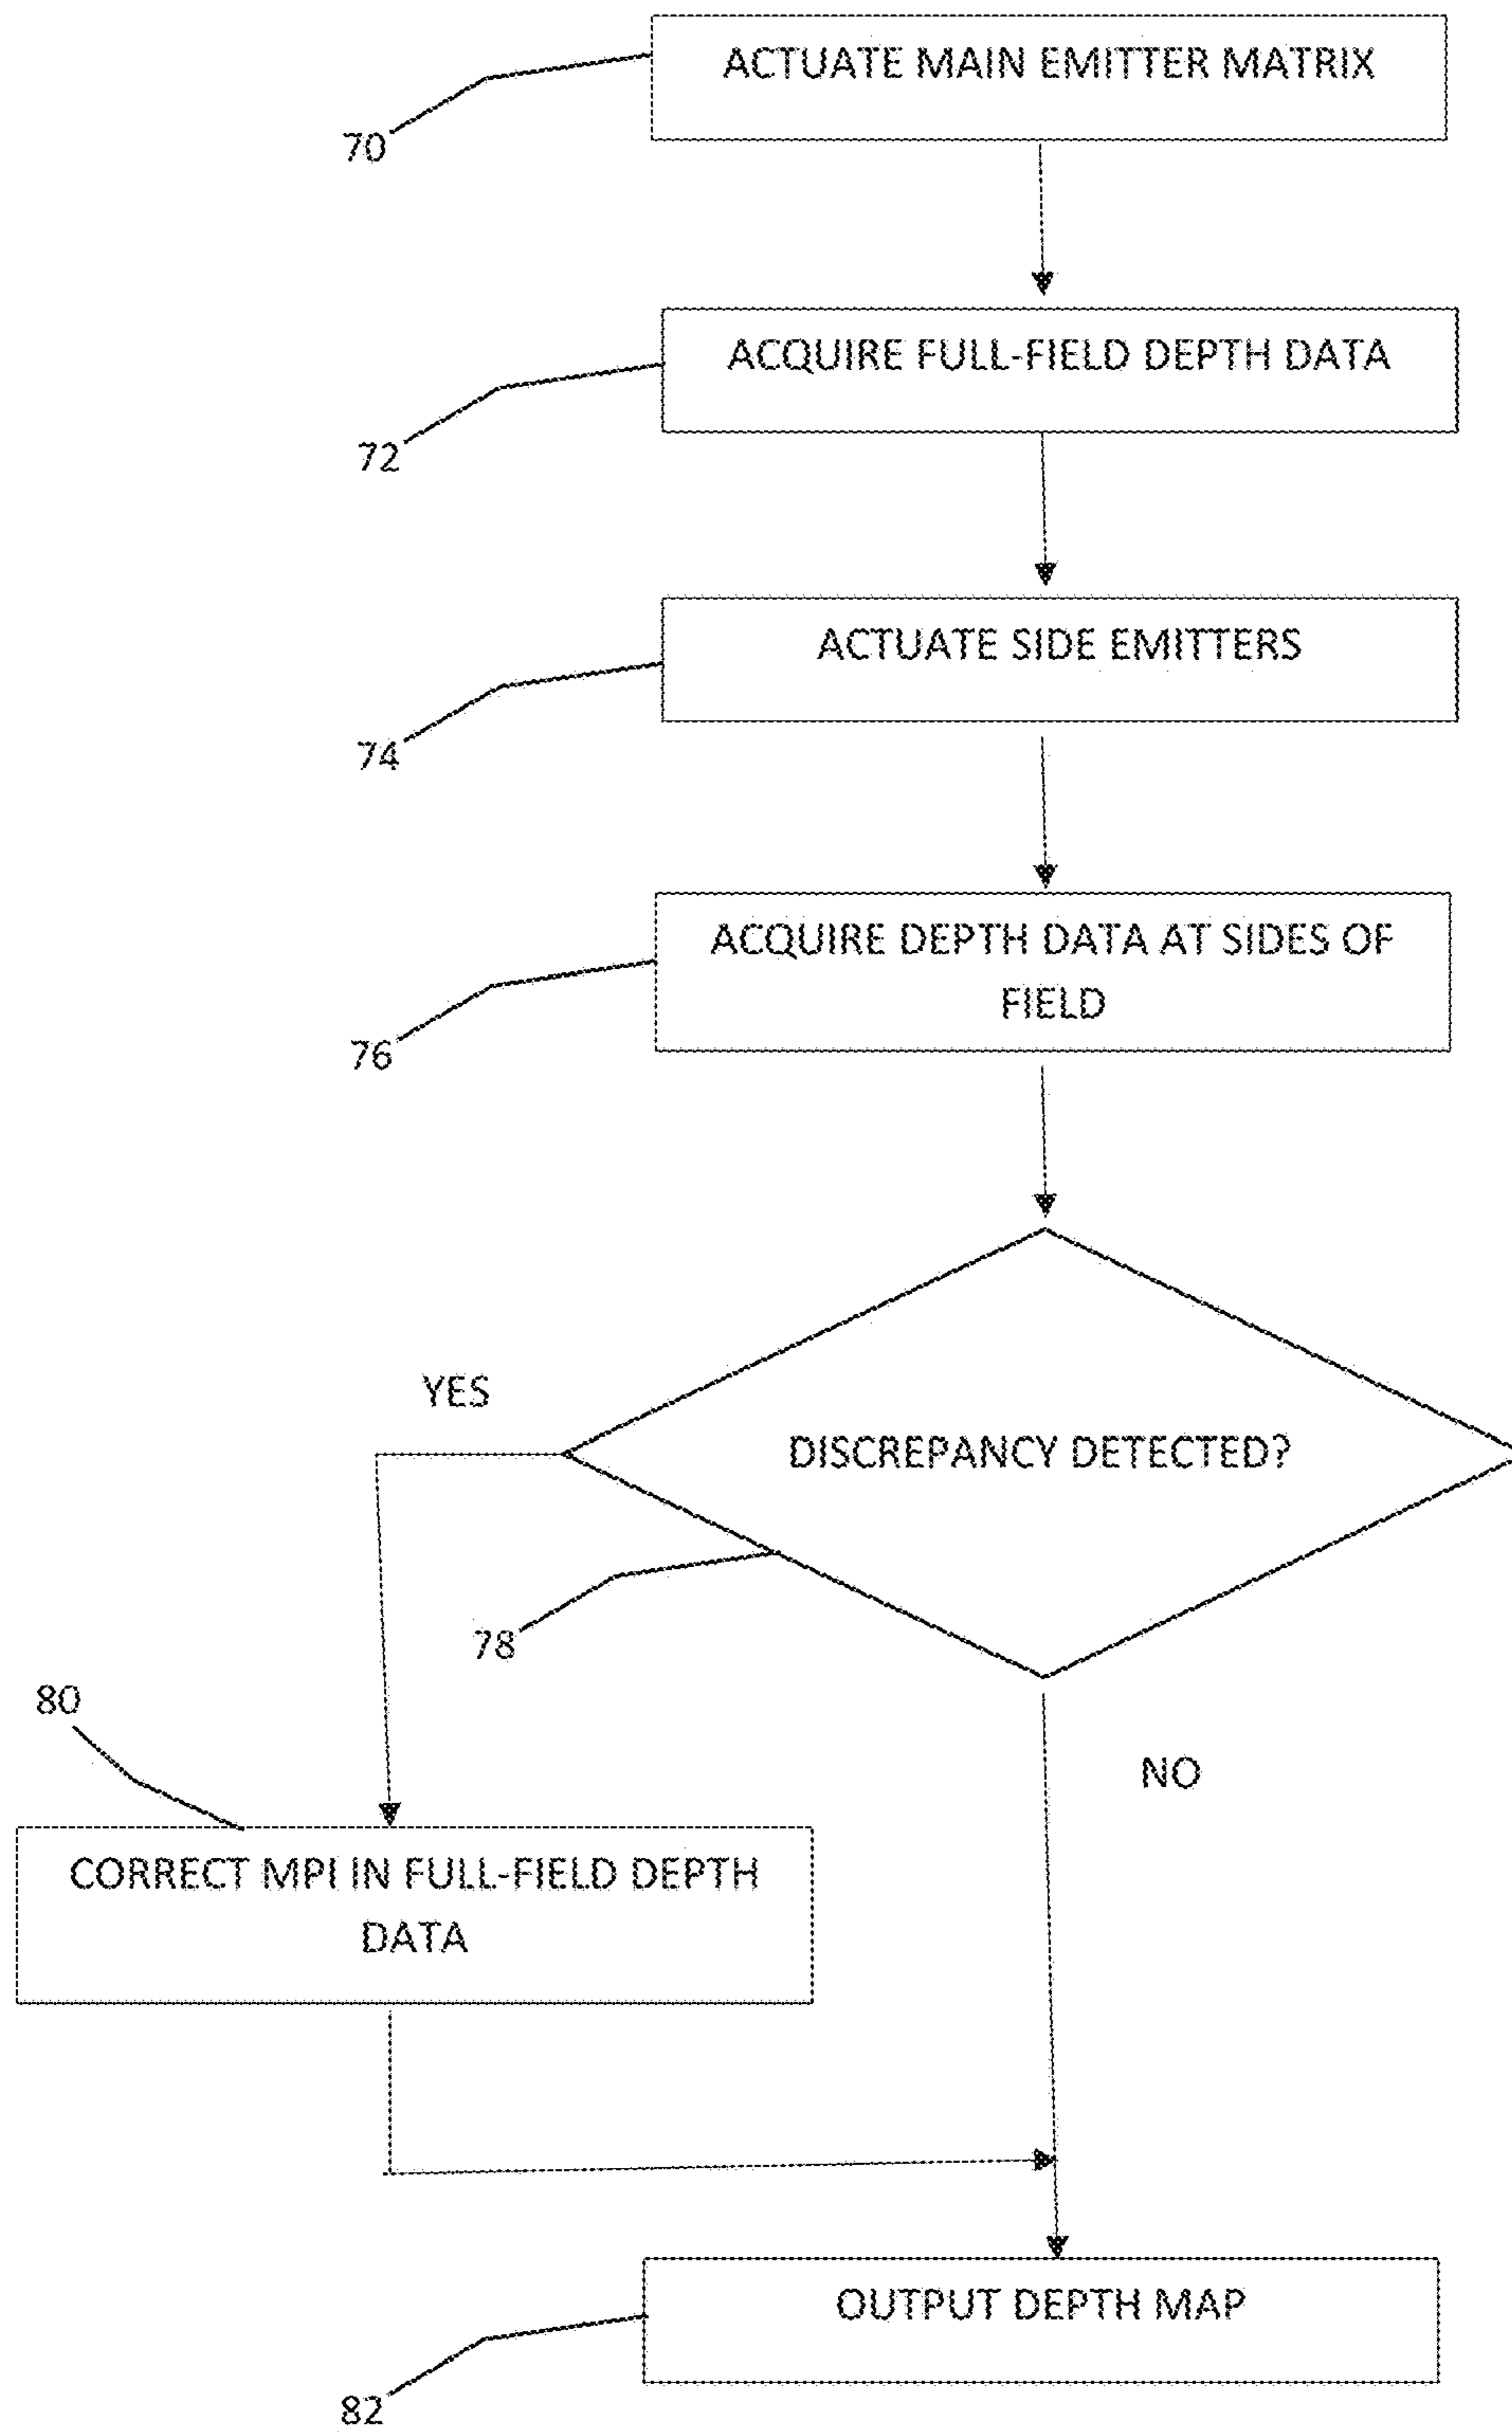 ACTUATE MAIN EMITTER MATRIX
70
ACQUIRE FULL-FIELD DEPTH DATA
72
ACTUATE SIDE EMITTERS
74
ACQUIRE DEPTH DATA AT SIDES OF
FIELD
76
YES
DISCREPANCY DETECTED?
78
80
NO
CORRECT MPI IN FULL-FIELD DEPTH
DATA
OUTPUT DEPTH MAP
82